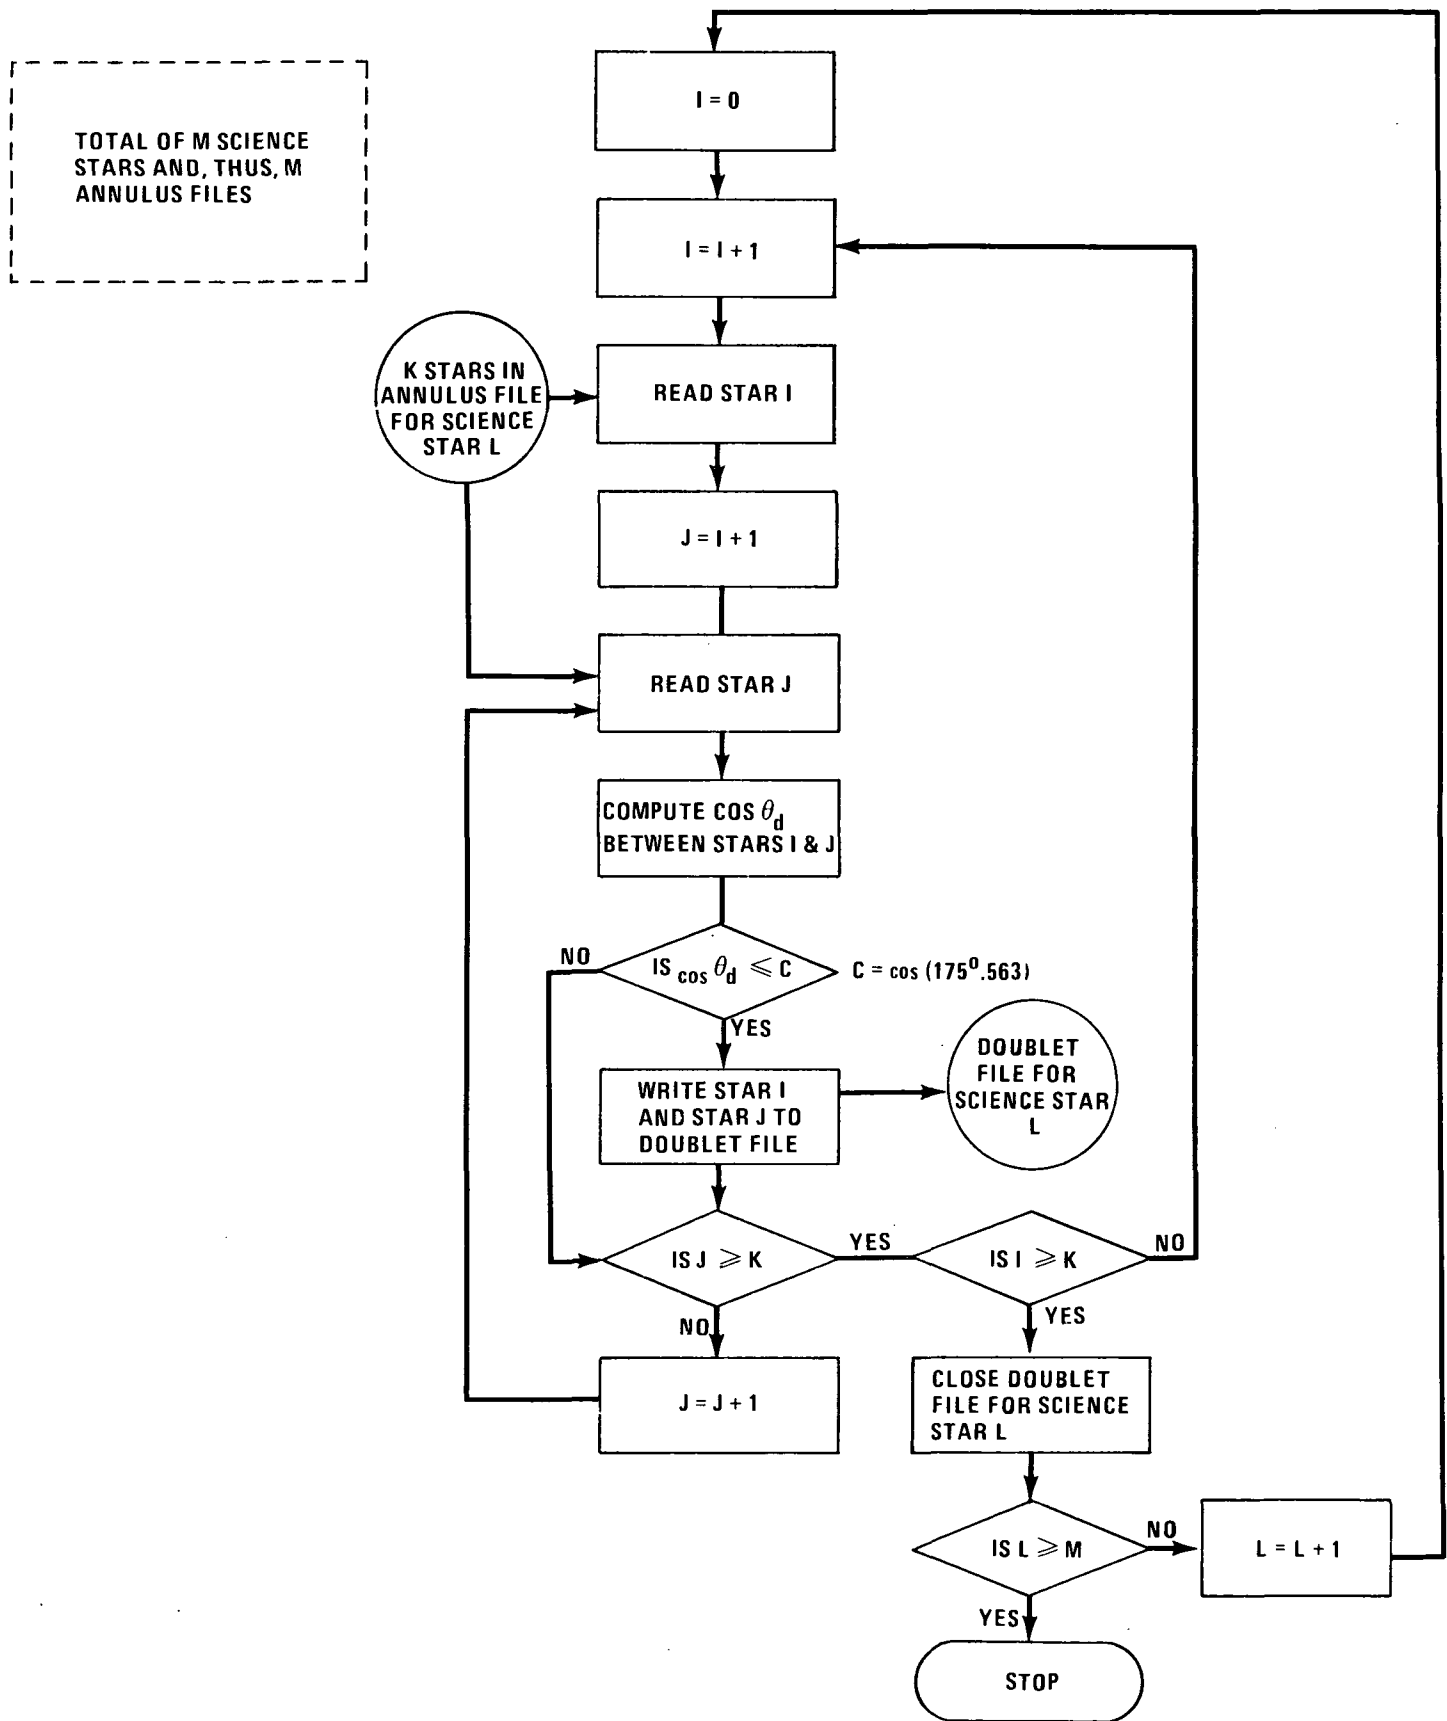 I = 0
TOTAL OF M SCIENCE
STARS AND, THUS, M
ANNULUS FILES
I = I + 1
K STARS IN
ANNULUS FILE
FOR SCIENCE
STAR L
READ STAR I
J = I + 1
READ STAR J
COMPUTE COS θd
BETWEEN STARS I & J
NO
IS cos θd ⩽ C
C = cos (175⁰.563)
YES
WRITE STAR I
AND STAR J TO
DOUBLET FILE
DOUBLET
FILE FOR
SCIENCE STAR
L
IS J ⩾ K
YES
IS I ⩾ K
NO
NO
YES
J = J + 1
CLOSE DOUBLET
FILE FOR SCIENCE
STAR L
IS L ⩾ M
NO
L = L + 1
YES
STOP